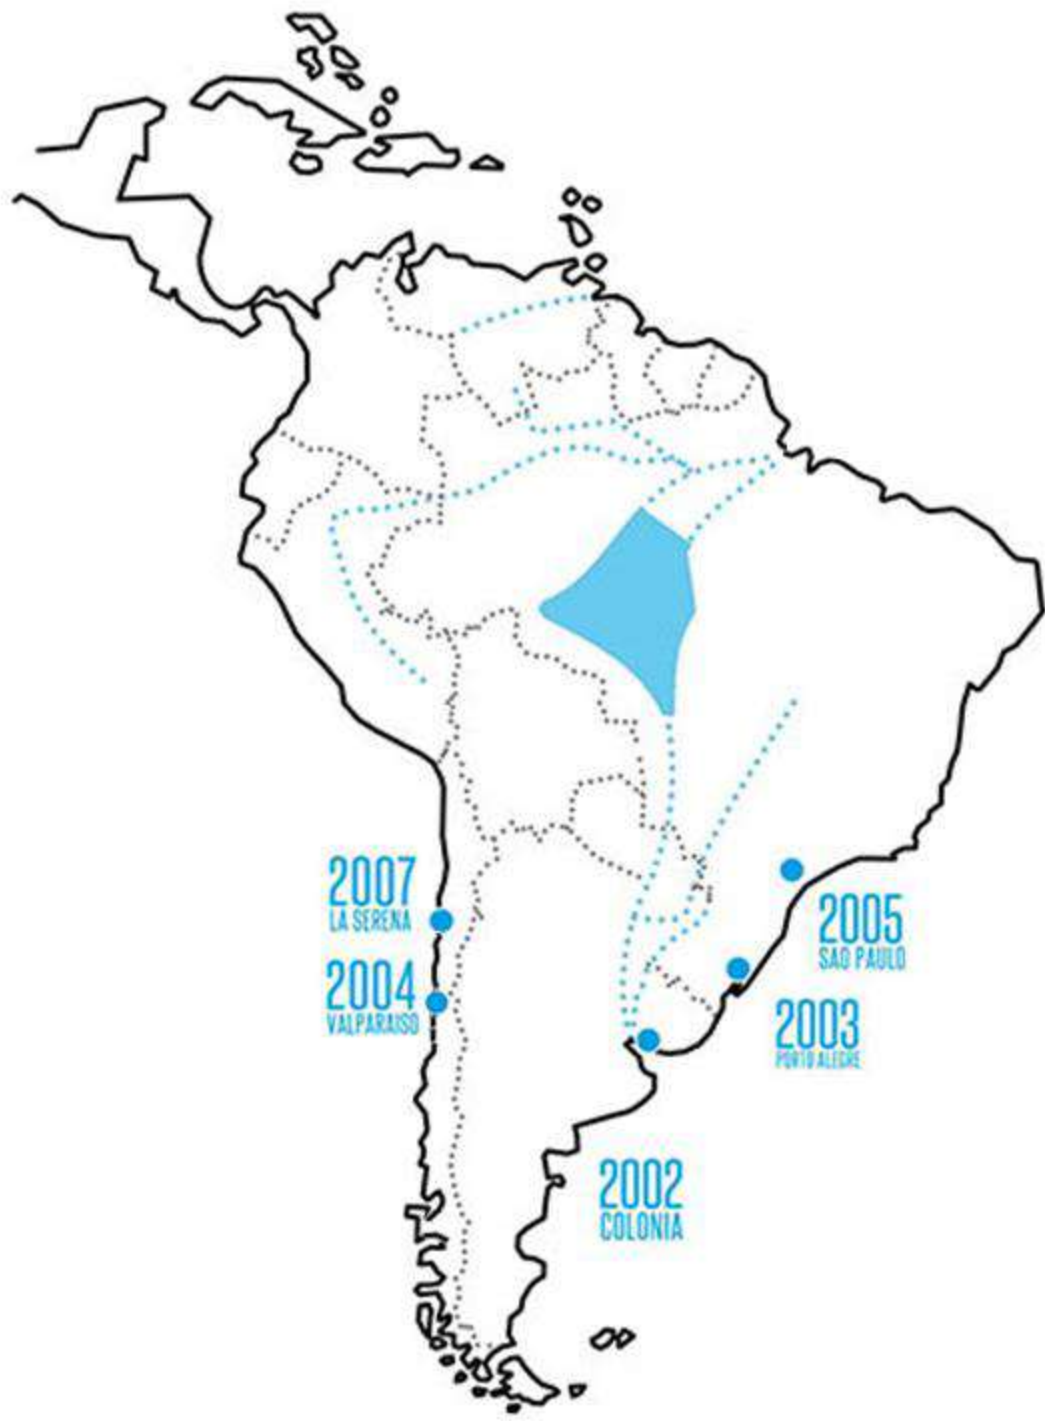 2007
LA SERENA
2004
VALPARAISO
2005
SAO PAULO
2003
PORTO ALEGRE
2002
COLONIA